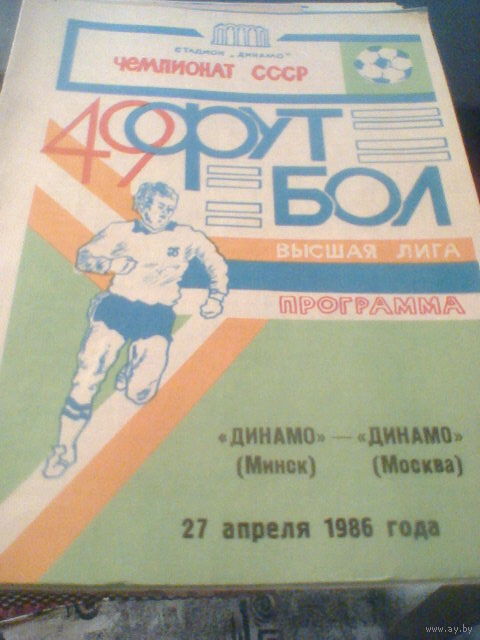 СТАДИОН „ДИНАМО"
ЧЕМПИОНАТ СССР
49 ФУТ
БОЛ
ВЫСШАЯ ЛИГА
ПРОГРАММА
«ДИНАМО» — «ДИНАМО»
(Минск) (Москва)
27 апреля 1986 года
www.ay.by